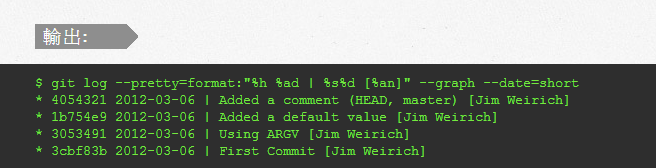 輸出:
$ git log --pretty=format:"%h %ad | %s%d [%an]" --graph --date=short
* 4054321 2012-03-06 | Added a comment (HEAD, master) [Jim Weirich]
* 1b754e9 2012-03-06 | Added a default value [Jim Weirich]
* 3053491 2012-03-06 | Using ARGV [Jim Weirich]
* 3cbf83b 2012-03-06 | First Commit [Jim Weirich]